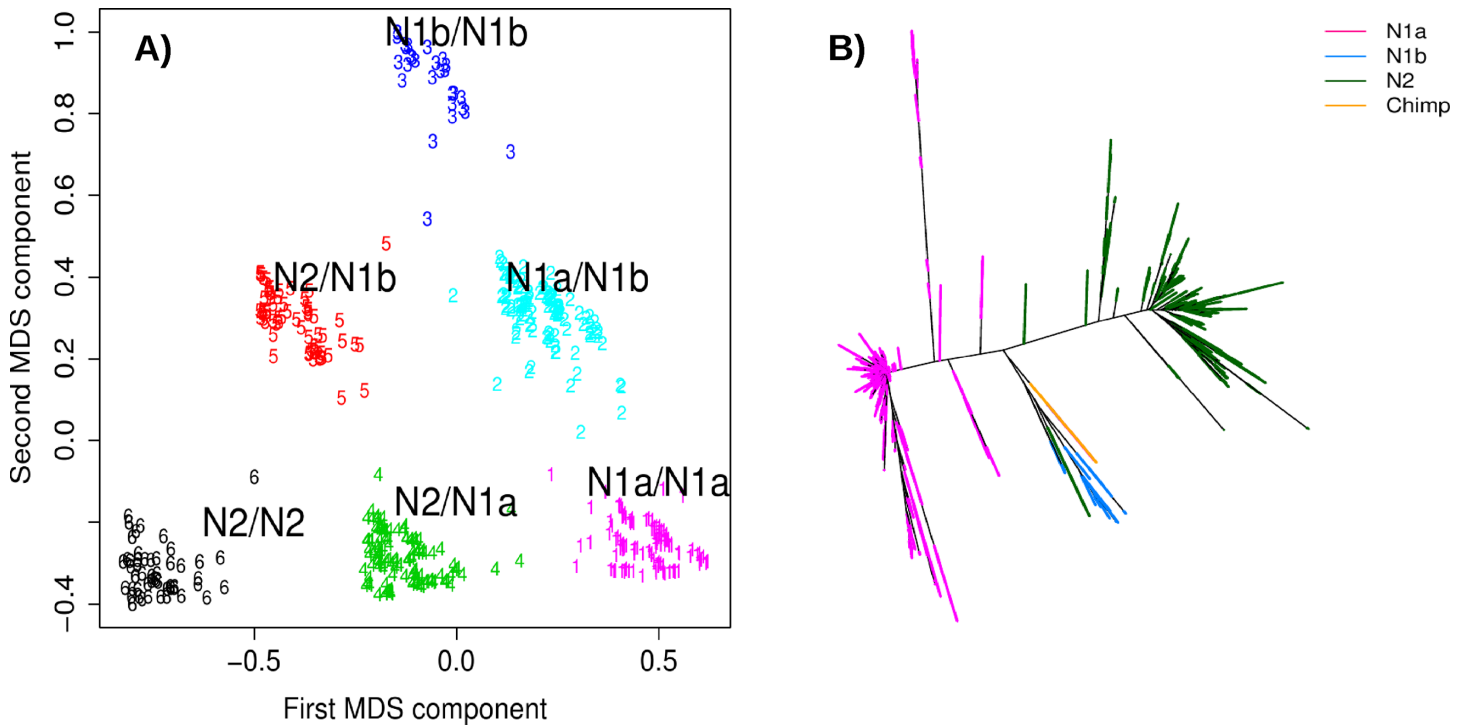 A)
N1b/N1b
N2/N1b
N1a/N1b
N2/N2
N2/N1a
N1a/N1a
1.0
0.8
0.6
0.4
0.2
0.0
−0.4
Second MDS component
−0.5
0.0
0.5
First MDS component
B)
N1a
N1b
N2
Chimp